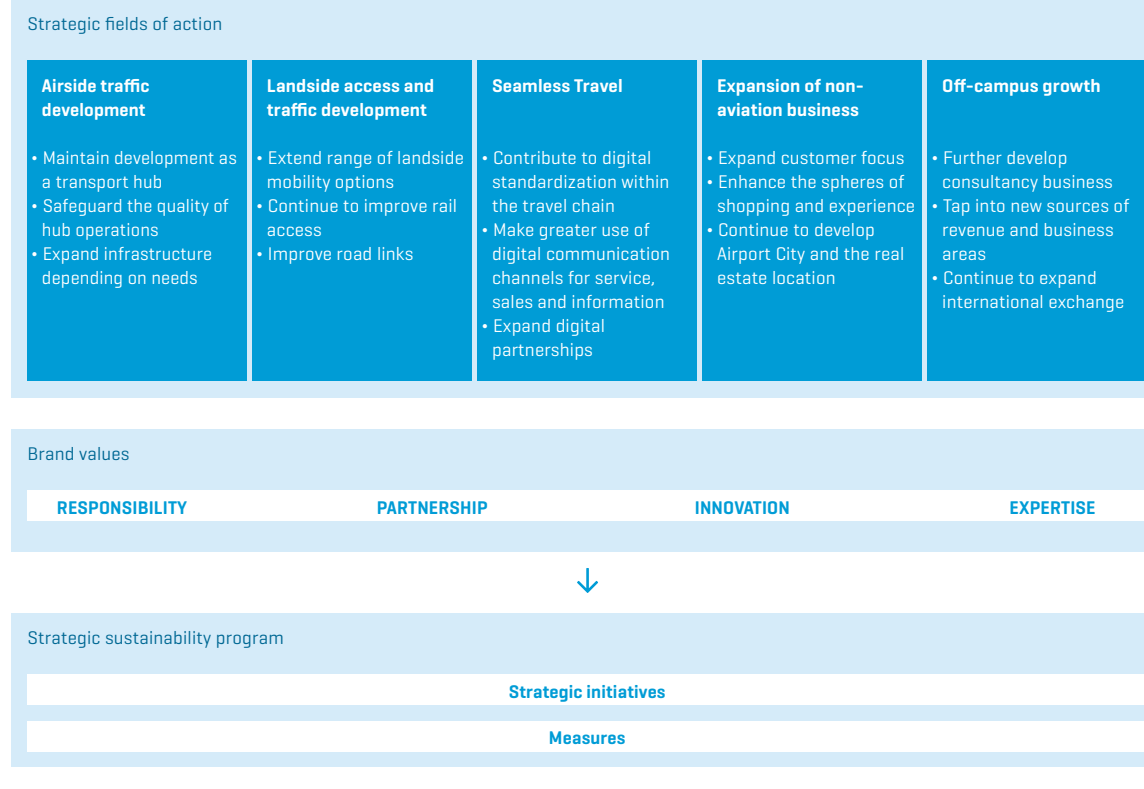 Strategic fields of action
Airside traffic
development
• Maintain development as
a transport hub
• Safeguard the quality of
hub operations
• Expand infrastructure
depending on needs
Landside access and
traffic development
• Extend range of landside
mobility options
• Continue to improve rail
access
• Improve road links
Seamless Travel
• Contribute to digital
standardization within
the travel chain
• Make greater use of
digital communication
channels for service,
sales and information
• Expand digital
partnerships
Expansion of non-
aviation business
• Expand customer focus
• Enhance the spheres of
shopping and experience
• Continue to develop
Airport City and the real
estate location
Off-campus growth
• Further develop
consultancy business
• Tap into new sources of
revenue and business
areas
• Continue to expand
international exchange
Brand values
RESPONSIBILITY PARTNERSHIP INNOVATION EXPERTISE
Strategic sustainability program
Strategic initiatives
Measures